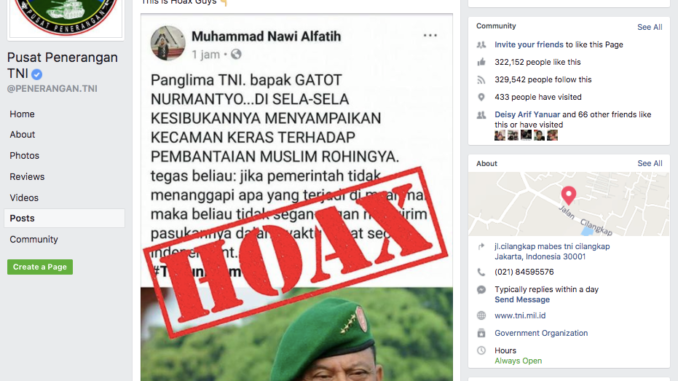 PUSAT PENERANGAN
Pusat Penerangan
TNI
@PENERANGAN.TNI
Home
About
Photos
Reviews
Videos
Posts
Community
Create a Page
This is Hoax Guys 👇
Muhammad Nawi Alfatih
1 jam ·
Panglima TNI. bapak GATOT
NURMANTYO...DI SELA-SELA
KESIBUKANNYA MENYAMPAIKAN
KECAMAN KERAS TERHADAP
PEMBANTAIAN MUSLIM ROHINGYA.
tegas beliau: jika pemerintah tidak
menanggapi apa yang terjadi di
maka beliau tidak
pasukannya
HOAX
Community
See All
Invite your friends to like this Page
322,152 people like this
329,542 people follow this
433 people have visited
Deisy Arif Yanuar and 66 other friends like
this or have visited
About
See All
Jalan Cilangkap
jl.cilangkap mabes tni cilangkap
Jakarta, Indonesia 30001
(021) 84595576
Typically replies within a day
Send Message
www.tni.mil.id
Government Organization
Hours
Always Open